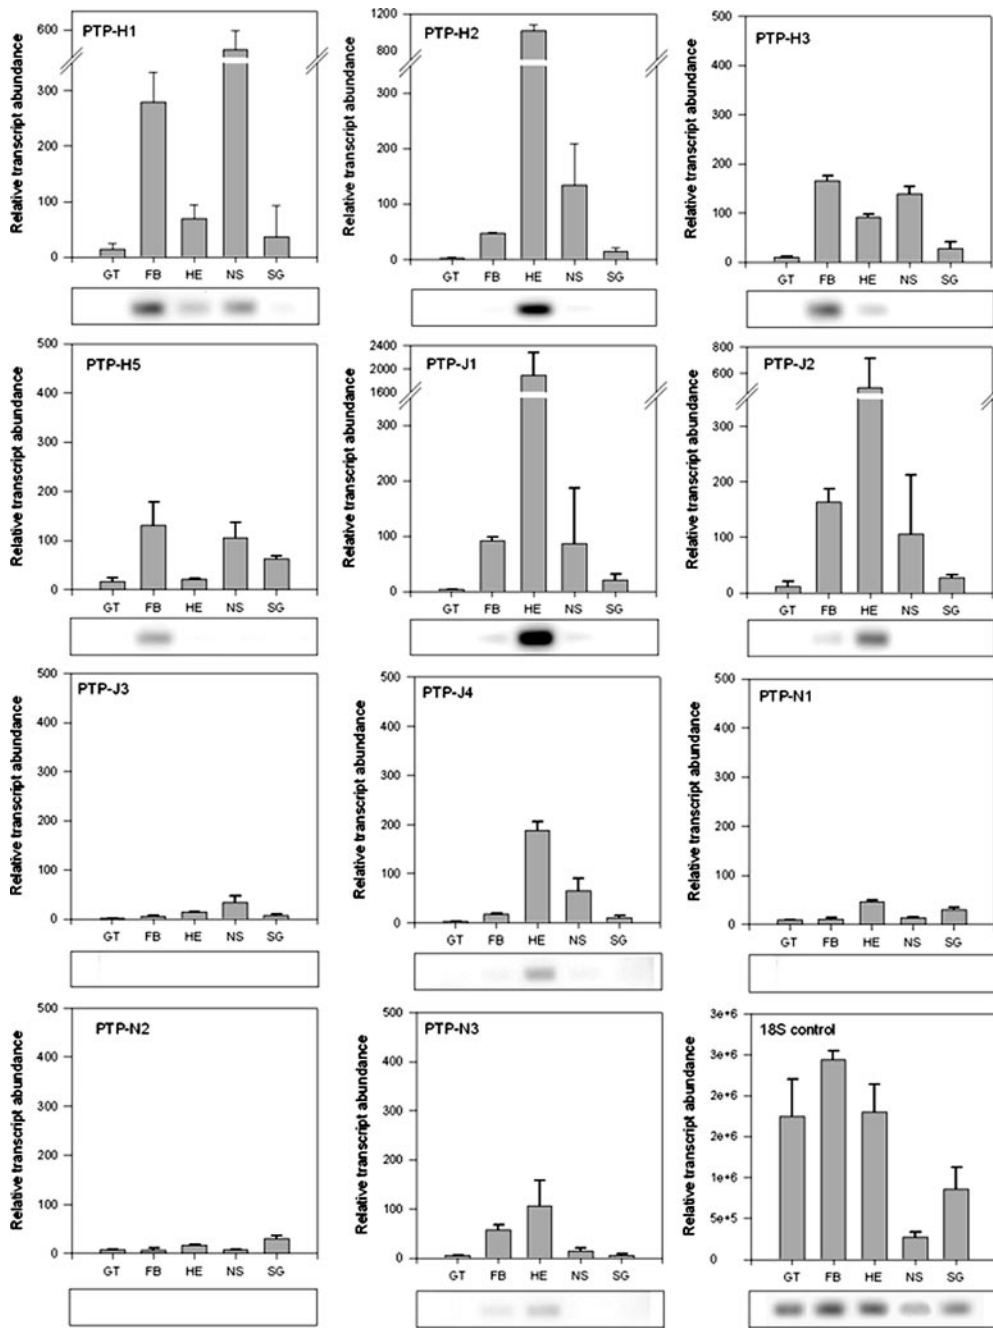 PTP-H1
Relative transcript abundance
600
300
200
100
0
GT FB HE NS SG
PTP-H2
Relative transcript abundance
1200
800
300
200
100
0
GT FB HE NS SG
PTP-H3
Relative transcript abundance
500
400
300
200
100
0
GT FB HE NS SG
PTP-H5
Relative transcript abundance
500
400
300
200
100
0
GT FB HE NS SG
PTP-J1
Relative transcript abundance
2400
2000
1600
300
200
100
0
GT FB HE NS SG
PTP-J2
Relative transcript abundance
800
600
300
200
100
0
GT FB HE NS SG
PTP-J3
Relative transcript abundance
500
400
300
200
100
0
GT FB HE NS SG
PTP-J4
Relative transcript abundance
500
400
300
200
100
0
GT FB HE NS SG
PTP-N1
Relative transcript abundance
500
400
300
200
100
0
GT FB HE NS SG
PTP-N2
Relative transcript abundance
500
400
300
200
100
0
GT FB HE NS SG
PTP-N3
Relative transcript abundance
500
400
300
200
100
0
GT FB HE NS SG
18S control
Relative transcript abundance
3e+6
3e+6
2e+6
2e+6
1e+6
5e+5
0
GT FB HE NS SG